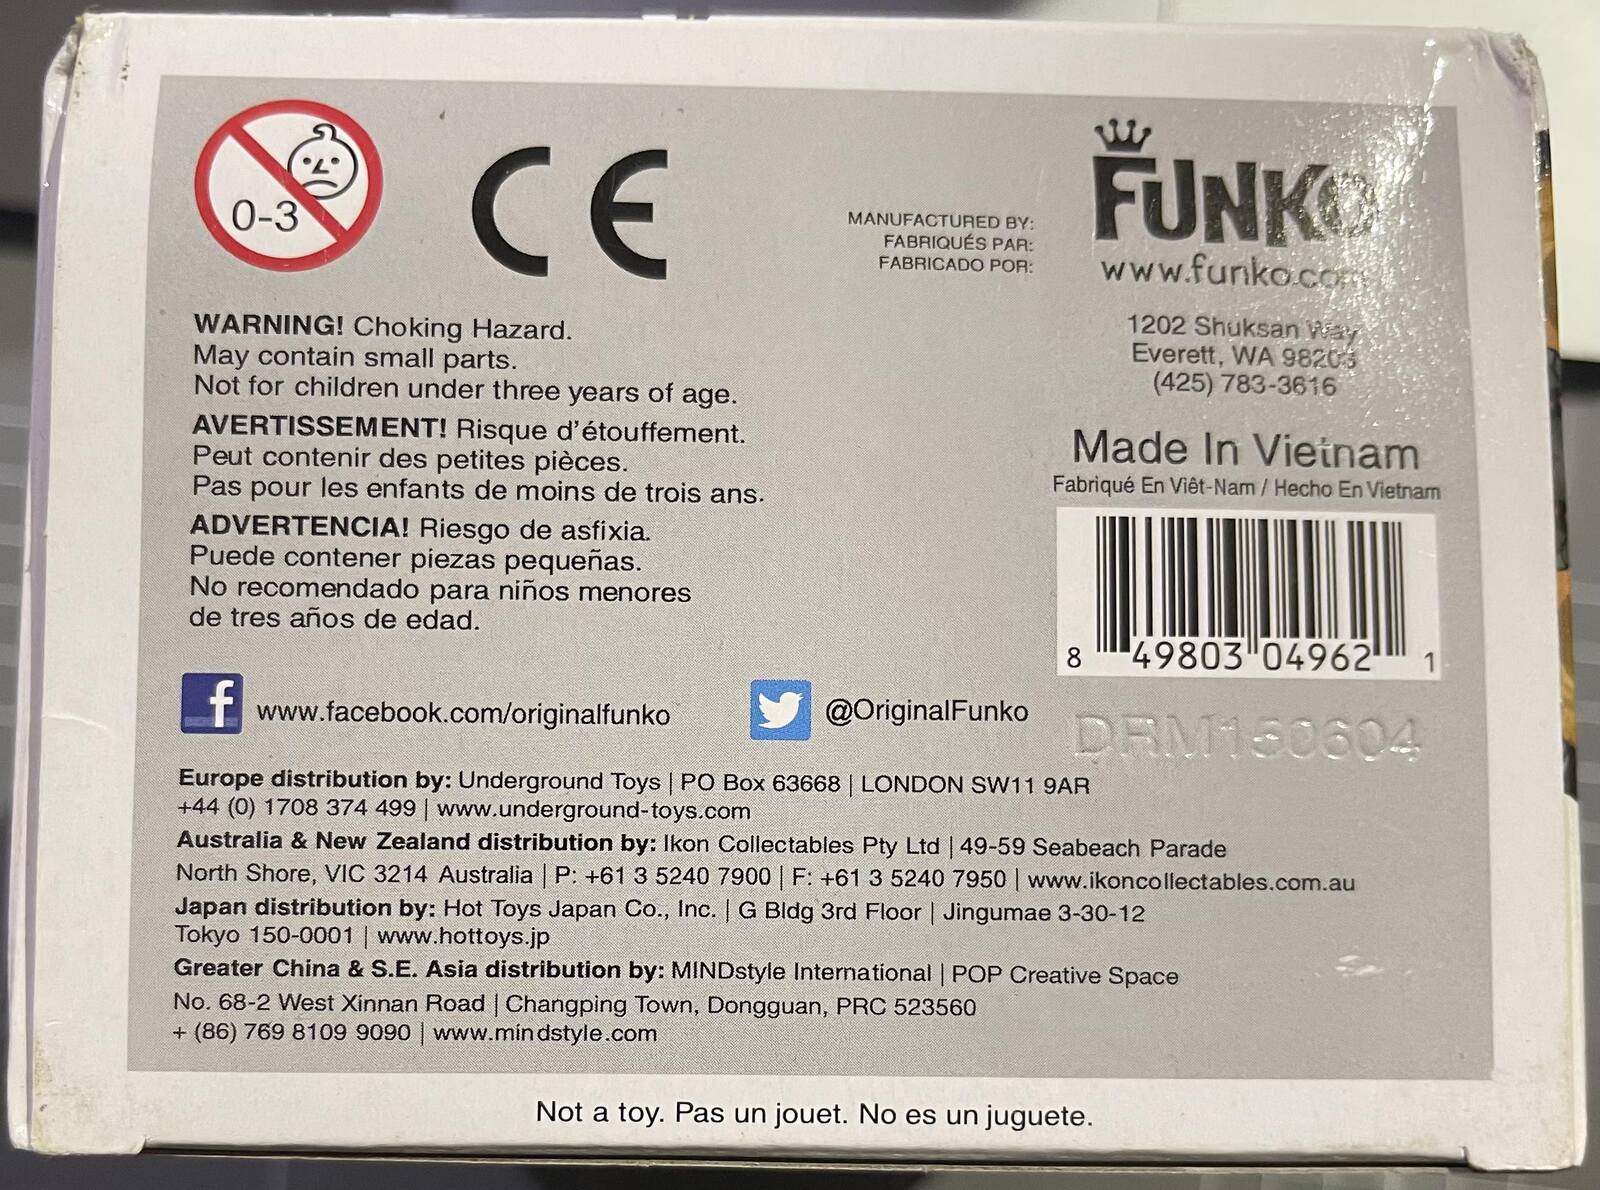 0-3
CE
MANUFACTURED BY:
FABRIQUÉS PAR:
FABRICADO POR:
FUNKO
www.funko.com
1202 Shuksan Way
Everett, WA 98203
(425) 783-3616
Made In Vietnam
Fabriqué En Viêt-Nam / Hecho En Vietnam
8 49803 04962 1
DRM150604
WARNING! Choking Hazard.
May contain small parts.
Not for children under three years of age.
AVERTISSEMENT! Risque d'étouffement.
Peut contenir des petites pièces.
Pas pour les enfants de moins de trois ans.
ADVERTENCIA! Riesgo de asfixia.
Puede contener piezas pequeñas.
No recomendado para niños menores
de tres años de edad.
f www.facebook.com/originalfunko
@OriginalFunko
Europe distribution by: Underground Toys | PO Box 63668 | LONDON SW11 9AR
+44 (0) 1708 374 499 | www.underground-toys.com
Australia & New Zealand distribution by: Ikon Collectables Pty Ltd | 49-59 Seabeach Parade
North Shore, VIC 3214 Australia | P: +61 3 5240 7900 | F: +61 3 5240 7950 | www.ikoncollectables.com.au
Japan distribution by: Hot Toys Japan Co., Inc. | G Bldg 3rd Floor | Jingumae 3-30-12
Tokyo 150-0001 | www.hottoys.jp
Greater China & S.E. Asia distribution by: MINDstyle International | POP Creative Space
No. 68-2 West Xinnan Road | Changping Town, Dongguan, PRC 523560
+ (86) 769 8109 9090 | www.mindstyle.com
Not a toy. Pas un jouet. No es un juguete.